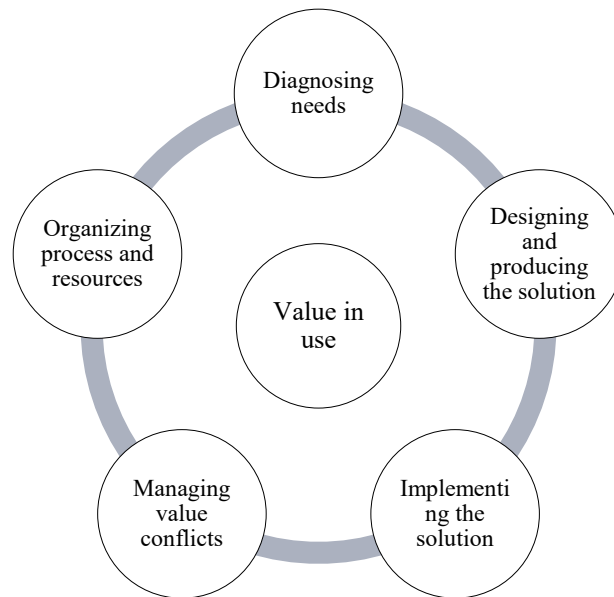 Diagnosing
needs
Designing
and
producing
the solution
Implementi
ng the
solution
Managing
value
conflicts
Organizing
process and
resources
Value in
use